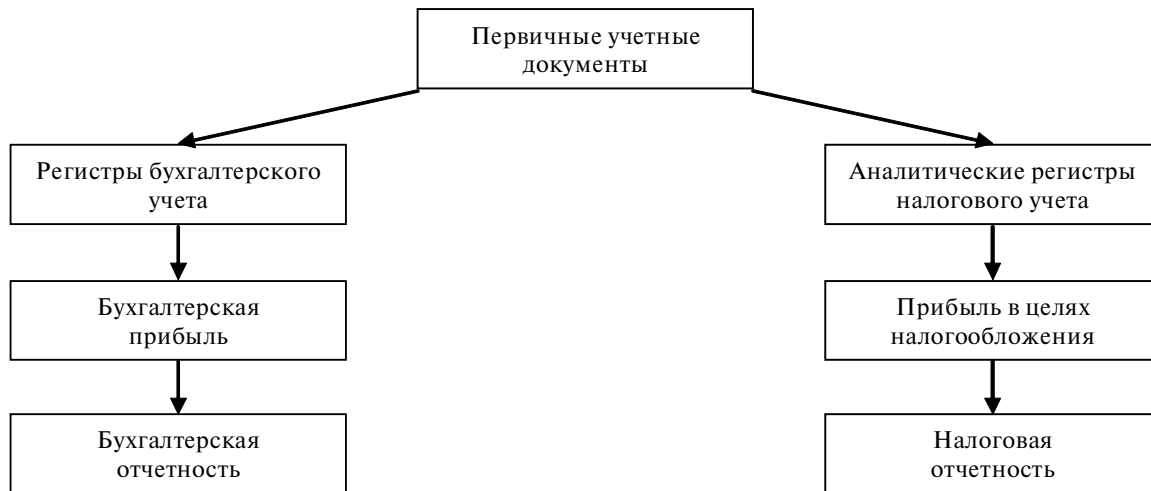 Первичные учетные
документы
Регистры бухгалтерского
учета
Аналитические регистры
налогового учета
Бухгалтерская
прибыль
Прибыль в целях
налогообложения
Бухгалтерская
отчетность
Налоговая
отчетность